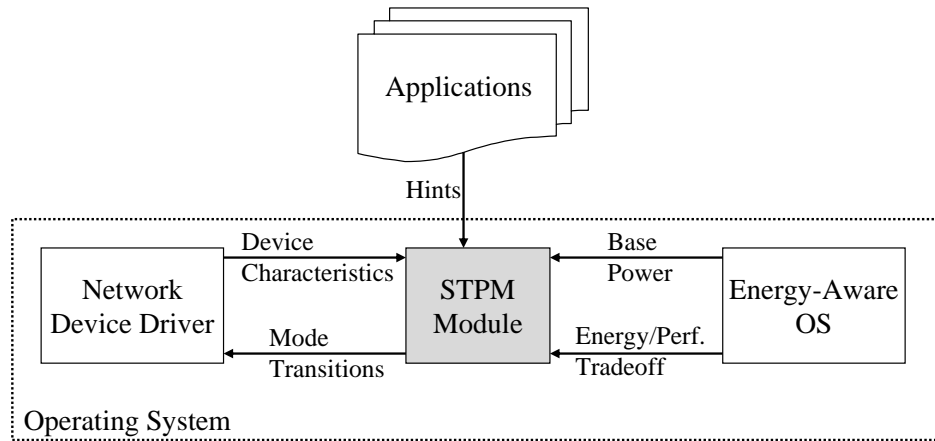 Applications
Hints
Device
Characteristics
Base
Power
Network
Device Driver
STPM
Module
Energy-Aware
OS
Mode
Transitions
Energy/Perf.
Tradeoff
Operating System